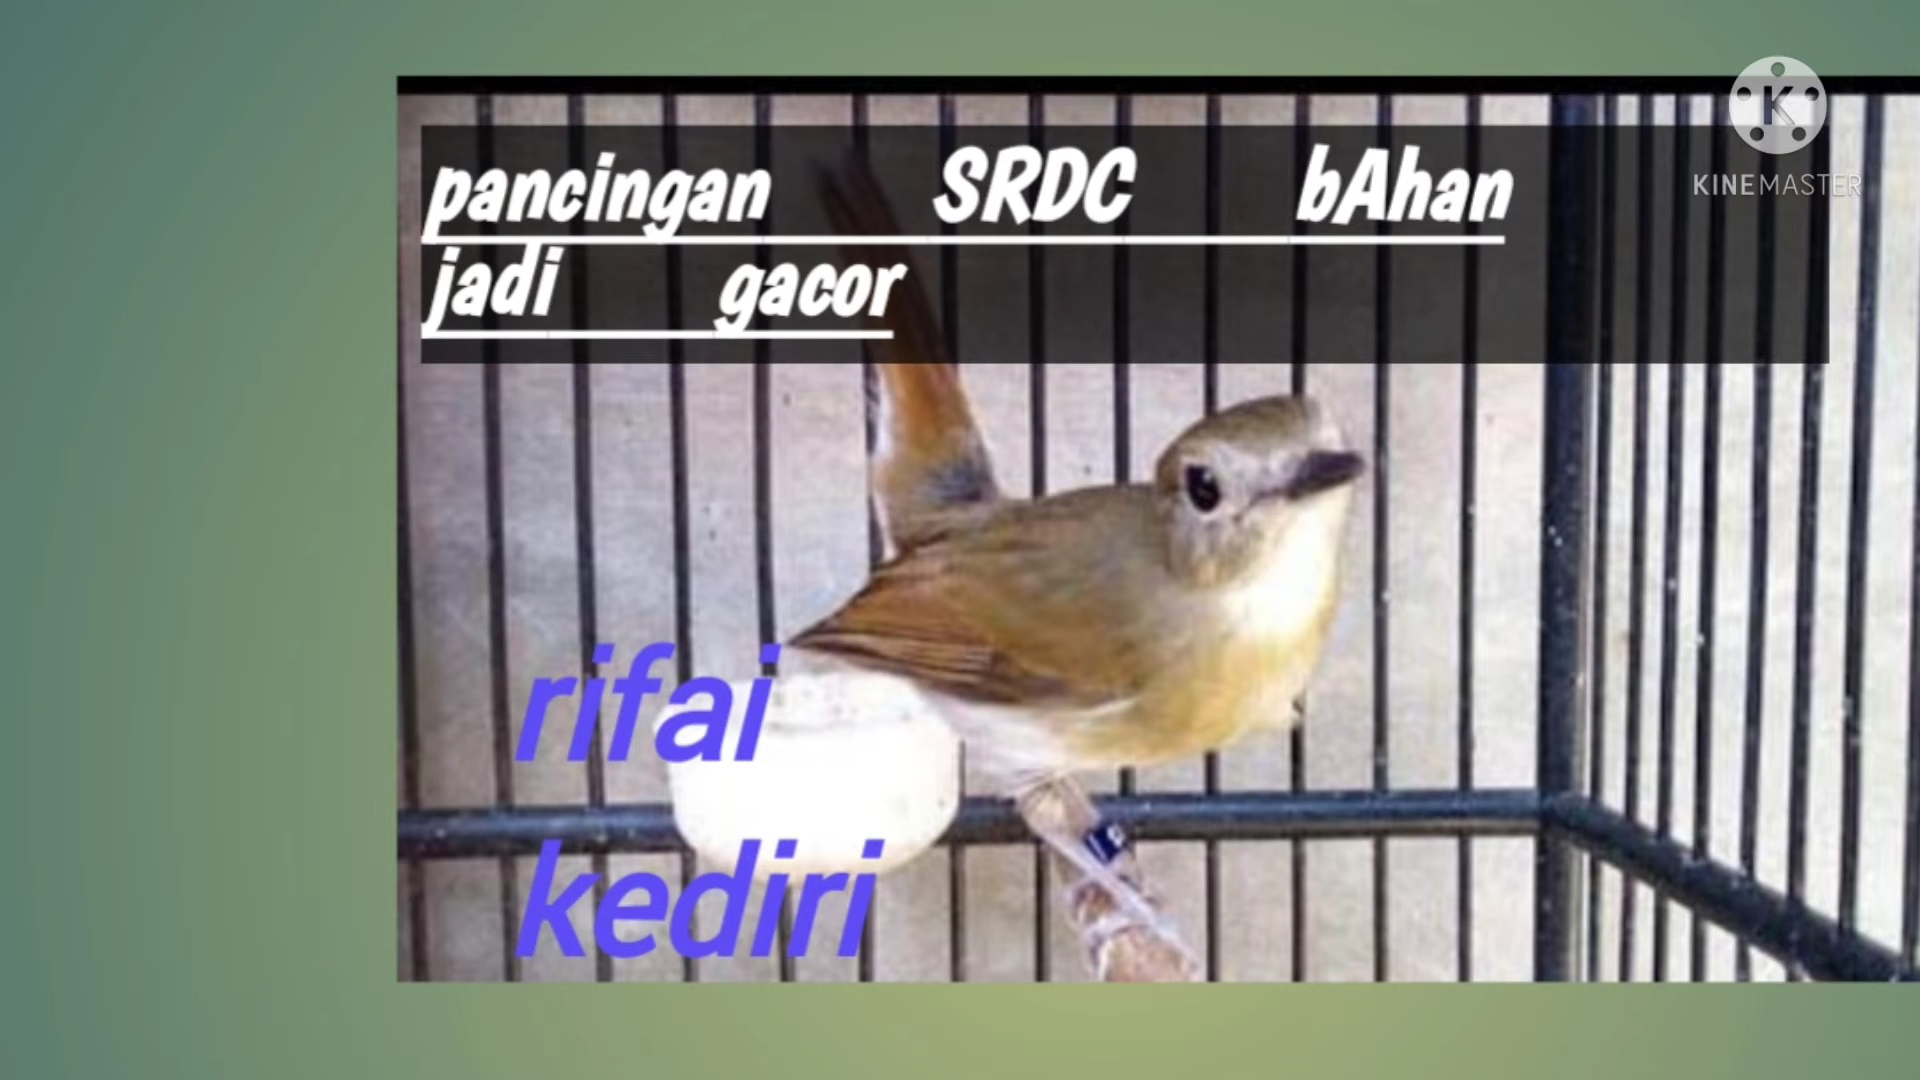 pancingan SRDC bAhan
jadi gacor
KINEMASTER
rifai
kediri